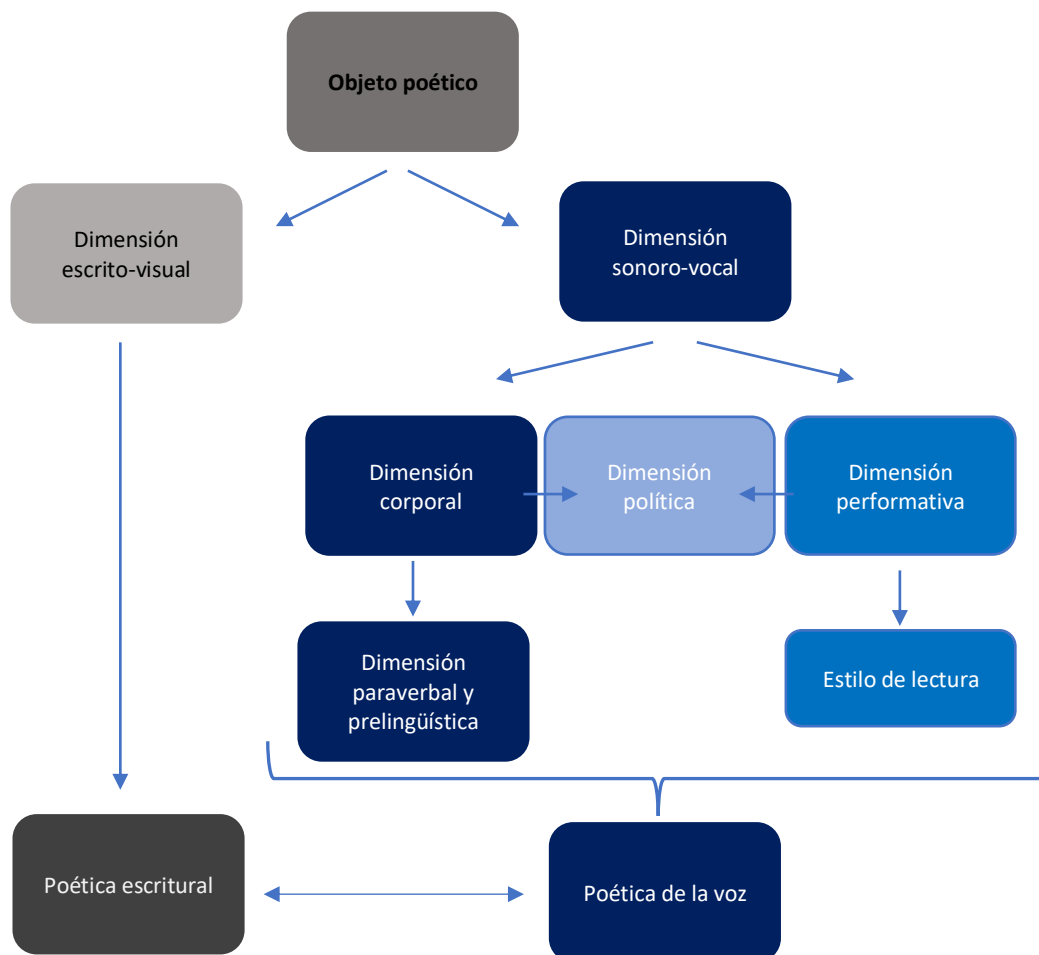 Objeto poético
Dimensión
escrito-visual
Dimensión
sonoro-vocal
Dimensión
corporal
Dimensión
política
Dimensión
performativa
Dimensión
paraverbal y
prelingüística
Estilo de lectura
Poética escritural
Poética de la voz